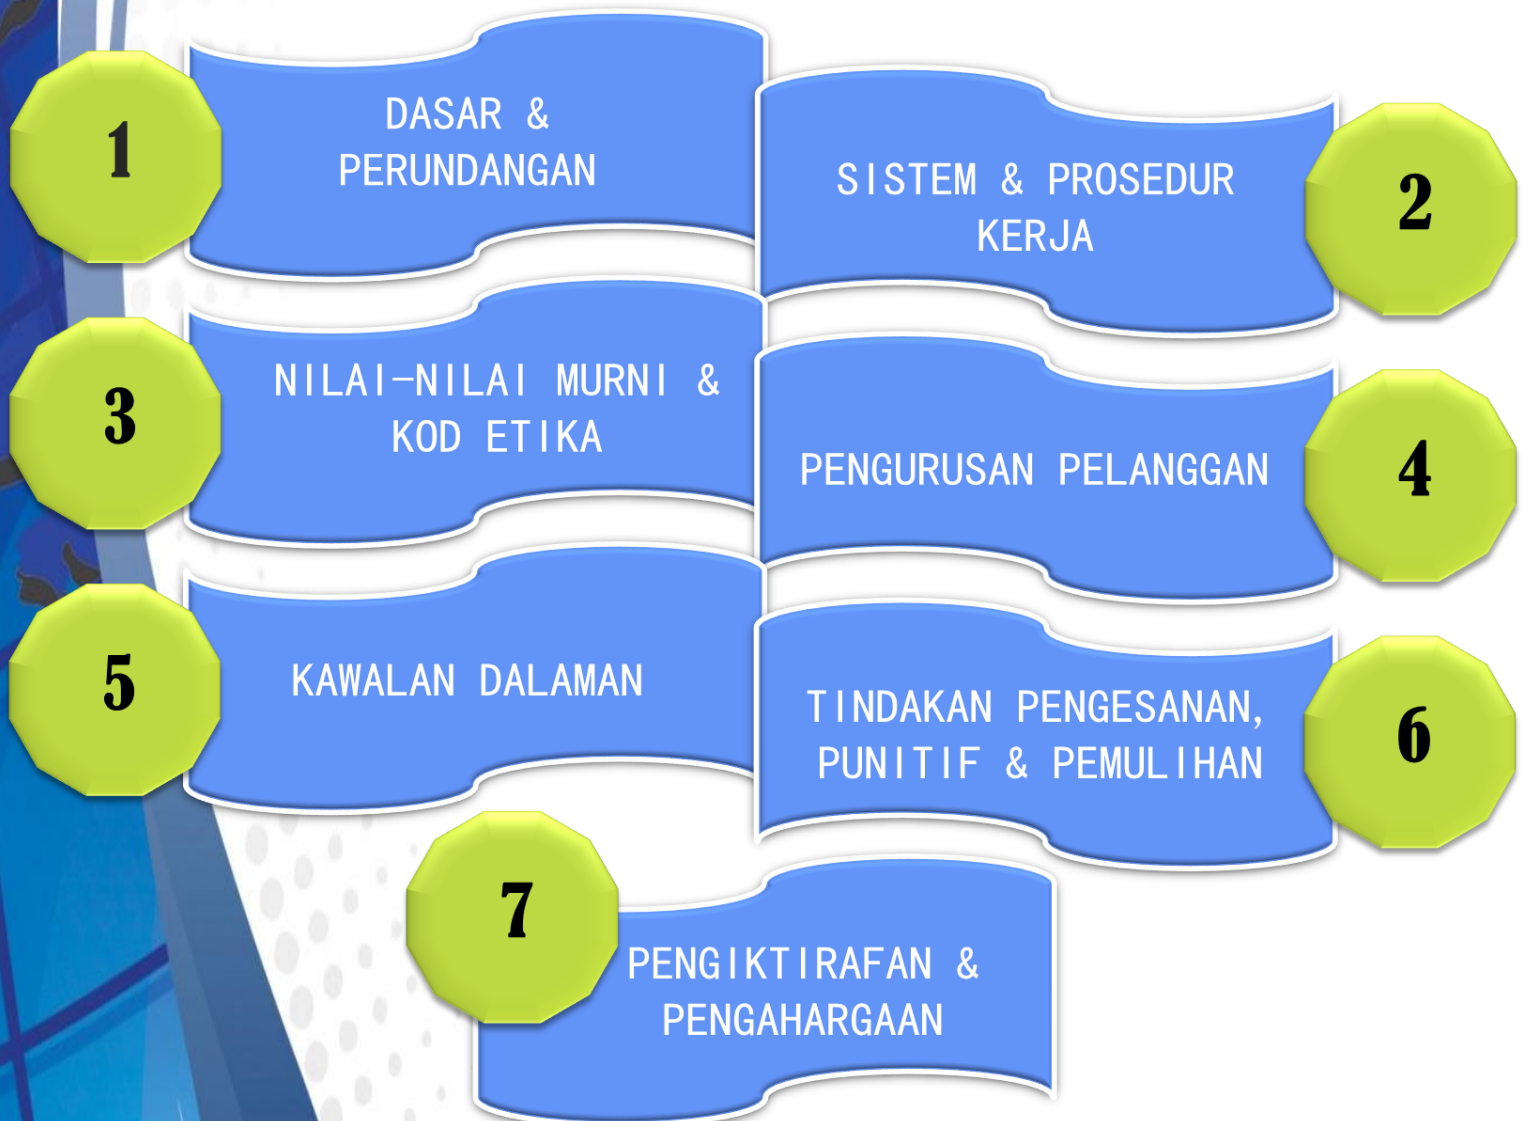 1
DASAR &
PERUNDANGAN
2
SISTEM & PROSEDUR
KERJA
3
NILAI-NILAI MURNI &
KOD ETIKA
4
PENGURUSAN PELANGGAN
5
KAWALAN DALAMAN
6
TINDAKAN PENGESANAN,
PUNITIF & PEMULIHAN
7
PENGIKTIRAFAN &
PENGAHARGAAN